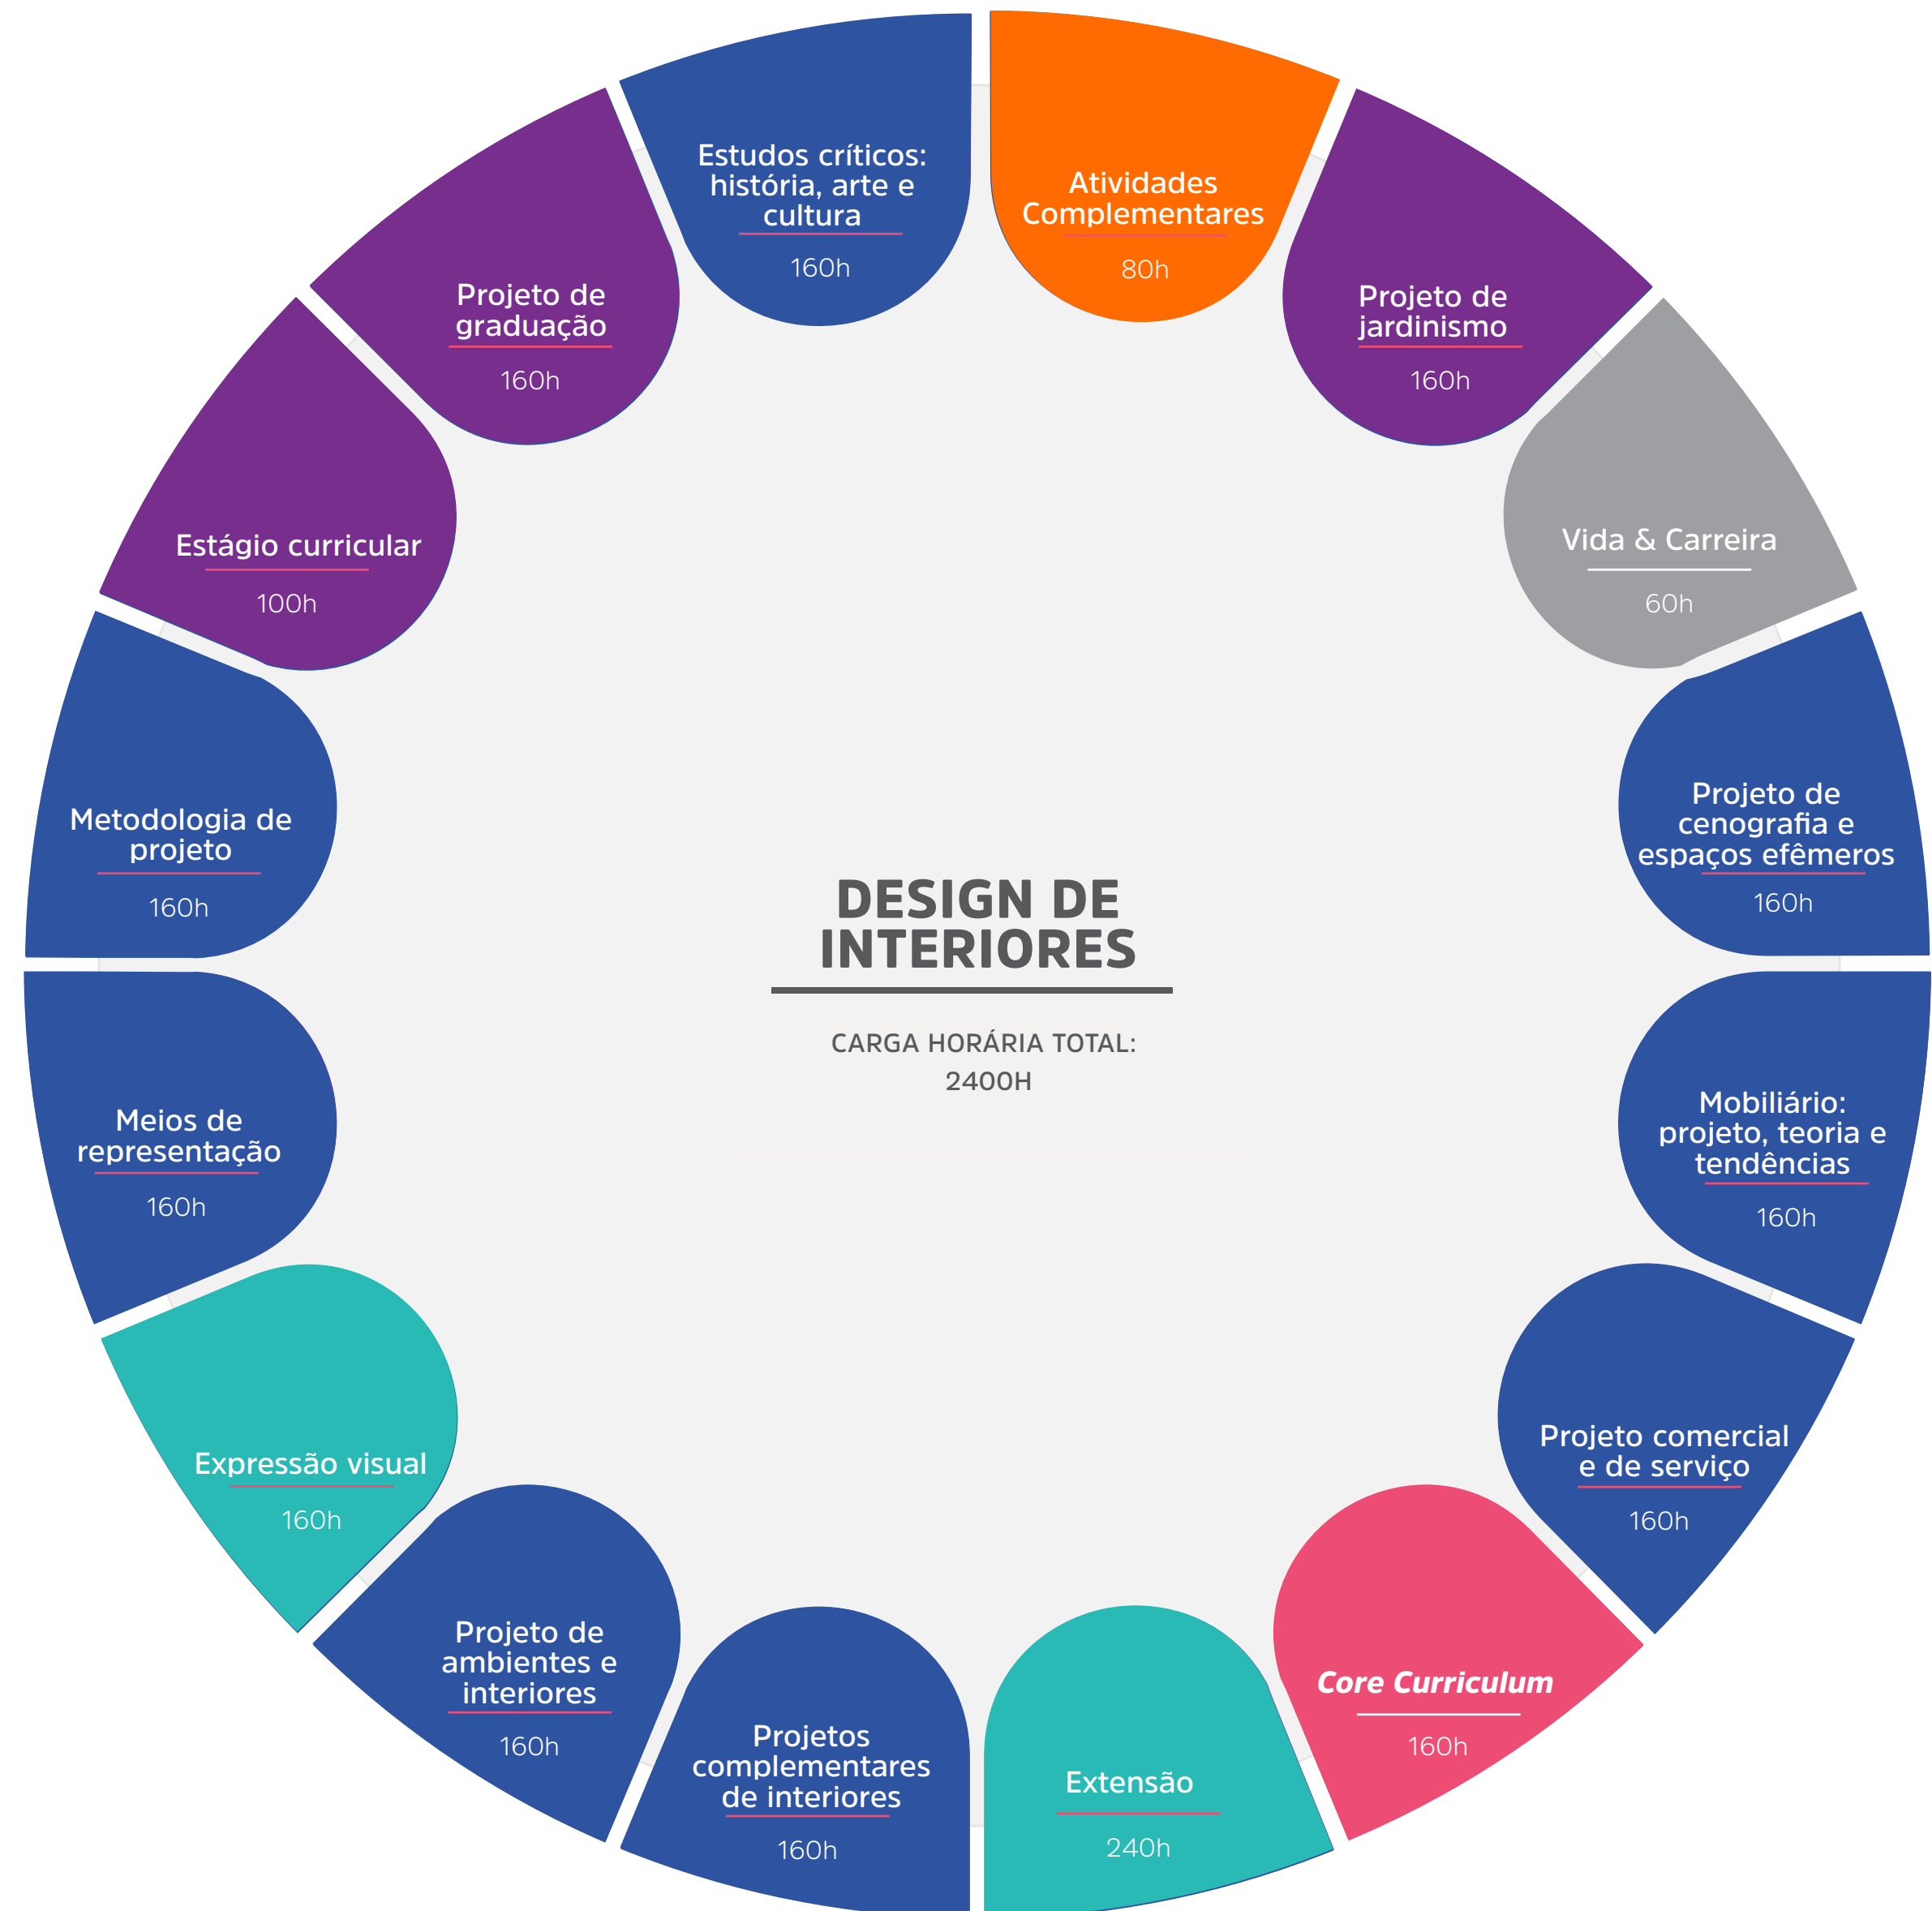 Estudos críticos:
história, arte e
cultura
160h
Atividades
Complementares
80h
Projeto de
jardinismo
160h
Vida & Carreira
60h
Projeto de
cenografia e
espaços efêmeros
160h
Mobiliário:
projeto, teoria e
tendências
160h
Projeto comercial
e de serviço
160h
Core Curriculum
160h
Extensão
240h
Projetos
complementares
de interiores
160h
Projeto de
ambientes e
interiores
160h
Expressão visual
160h
Meios de
representação
160h
Metodologia de
projeto
160h
Estágio curricular
100h
Projeto de
graduação
160h
DESIGN DE
INTERIORES
CARGA HORÁRIA TOTAL:
2400H